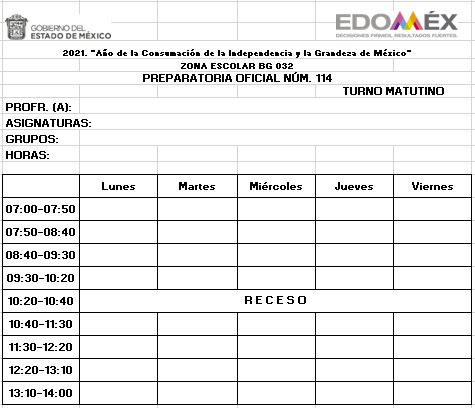 GOBIERNO DEL
ESTADO DE MÉXICO
EDOMÉX
DECISIONES FIRMES, RESULTADOS FUERTES.
2021. "Año de la Consumación de la Independencia y la Grandeza de México"
ZONA ESCOLAR BG 032
PREPARATORIA OFICIAL NÚM. 114
TURNO MATUTINO
PROFR. (A):
ASIGNATURAS:
GRUPOS:
HORAS:
Lunes Martes Miércoles Jueves Viernes
07:00-07:50
07:50-08:40
08:40-09:30
09:30-10:20
10:20-10:40 R E C E S O
10:40-11:30
11:30-12:20
12:20-13:10
13:10-14:00